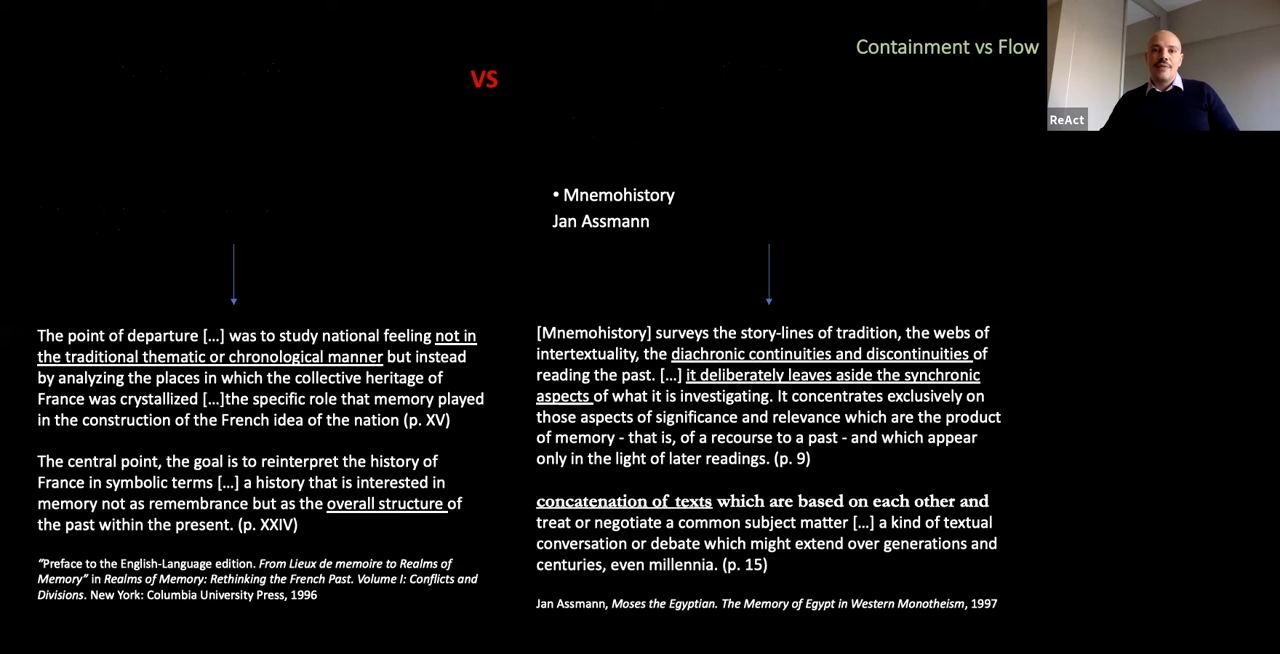 Containment vs Flow
VS
ReAct
• Mnemohistory
Jan Assmann
The point of departure [...] was to study national feeling not in
the traditional thematic or chronological manner but instead
by analyzing the places in which the collective heritage of
France was crystallized [...]the specific role that memory played
in the construction of the French idea of the nation (p. XV)
The central point, the goal is to reinterpret the history of
France in symbolic terms [...] a history that is interested in
memory not as remembrance but as the overall structure of
the past within the present. (p. XXIV)
"Preface to the English-Language edition. From Lieux de memoire to Realms of
Memory" in Realms of Memory: Rethinking the French Past. Volume I: Conflicts and
Divisions. New York: Columbia University Press, 1996
[Mnemohistory] surveys the story-lines of tradition, the webs of
intertextuality, the diachronic continuities and discontinuities of
reading the past. [...] it deliberately leaves aside the synchronic
aspects of what it is investigating. It concentrates exclusively on
those aspects of significance and relevance which are the product
of memory - that is, of a recourse to a past - and which appear
only in the light of later readings. (p. 9)
concatenation of texts which are based on each other and
treat or negotiate a common subject matter [...] a kind of textual
conversation or debate which might extend over generations and
centuries, even millennia. (p. 15)
Jan Assmann, Moses the Egyptian. The Memory of Egypt in Western Monotheism, 1997